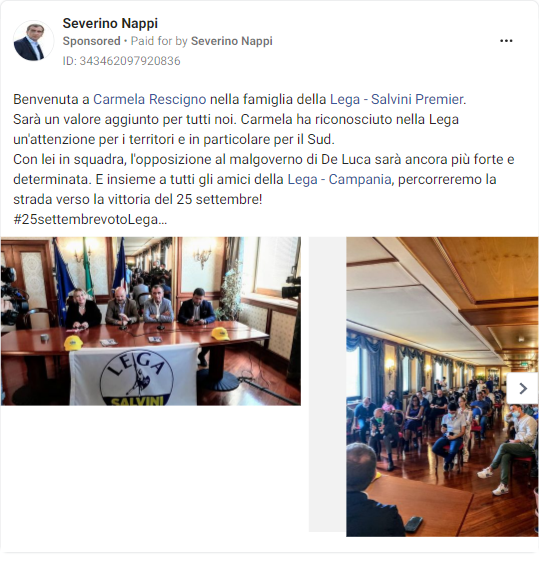 Severino Nappi
Sponsored • Paid for by Severino Nappi
ID: 343462097920836
Benvenuta a Carmela Rescigno nella famiglia della Lega - Salvini Premier.
Sarà un valore aggiunto per tutti noi. Carmela ha riconosciuto nella Lega
un'attenzione per i territori e in particolare per il Sud.
Con lei in squadra, l'opposizione al malgoverno di De Luca sarà ancora più forte e
determinata. E insieme a tutti gli amici della Lega - Campania, percorreremo la
strada verso la vittoria del 25 settembre!
#25settembrevotoLega...
LEGA
SALVINI